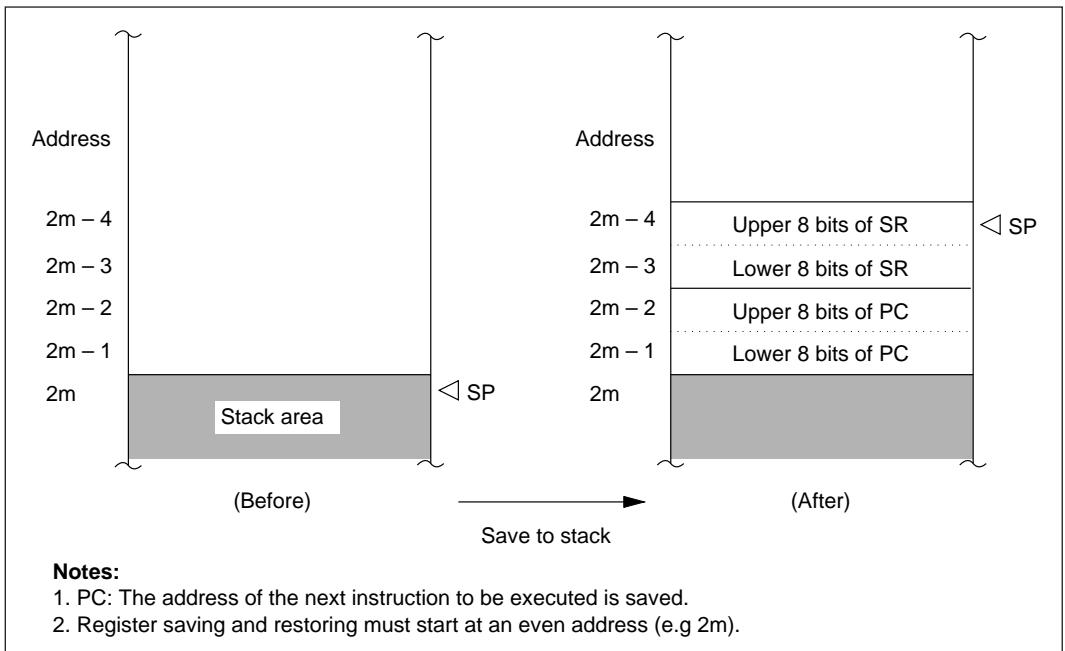 Address
Address
2m – 4
2m – 4
Upper 8 bits of SR
SP
2m – 3
2m – 3
Lower 8 bits of SR
2m – 2
2m – 2
Upper 8 bits of PC
2m – 1
2m – 1
Lower 8 bits of PC
2m
SP
2m
Stack area
(Before)
(After)
Save to stack
Notes:
1. PC: The address of the next instruction to be executed is saved.
2. Register saving and restoring must start at an even address (e.g 2m).